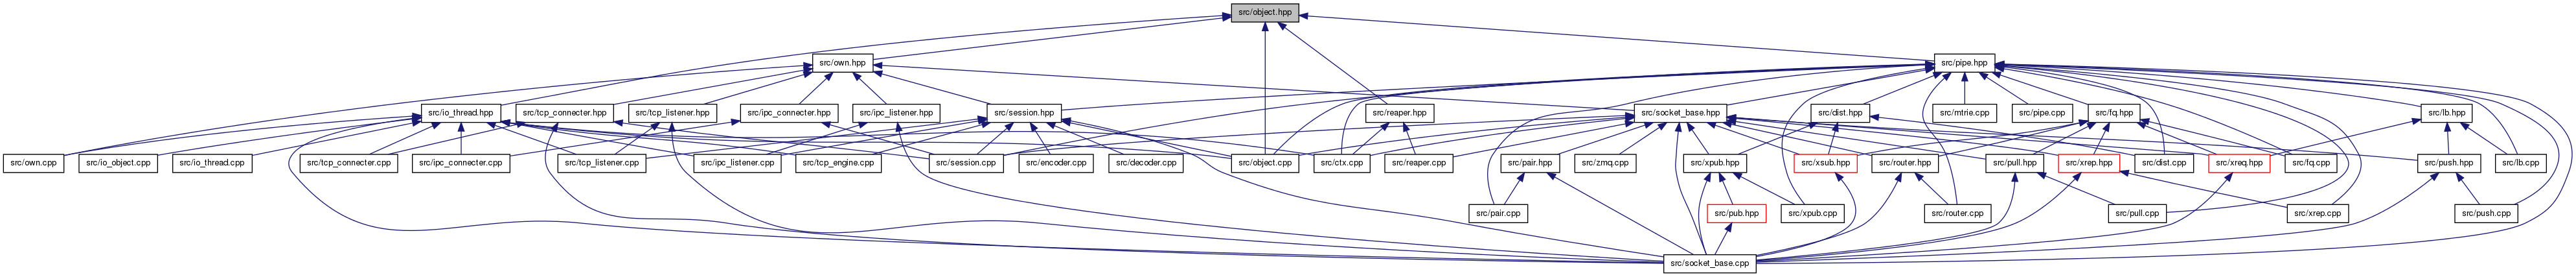 src/object.hpp
src/own.hpp
src/pipe.hpp
src/io_thread.hpp
src/tcp_connecter.hpp
src/tcp_listener.hpp
src/ipc_connecter.hpp
src/ipc_listener.hpp
src/session.hpp
src/reaper.hpp
src/socket_base.hpp
src/dist.hpp
src/mtrie.cpp
src/pipe.cpp
src/fq.hpp
src/lb.hpp
src/own.cpp
src/io_object.cpp
src/io_thread.cpp
src/tcp_connecter.cpp
src/ipc_connecter.cpp
src/tcp_listener.cpp
src/ipc_listener.cpp
src/tcp_engine.cpp
src/session.cpp
src/encoder.cpp
src/decoder.cpp
src/object.cpp
src/ctx.cpp
src/reaper.cpp
src/pair.hpp
src/zmq.cpp
src/xpub.hpp
src/xsub.hpp
src/router.hpp
src/pull.hpp
src/xrep.hpp
src/dist.cpp
src/xreq.hpp
src/fq.cpp
src/push.hpp
src/lb.cpp
src/pair.cpp
src/pub.hpp
src/xpub.cpp
src/router.cpp
src/pull.cpp
src/xrep.cpp
src/push.cpp
src/socket_base.cpp